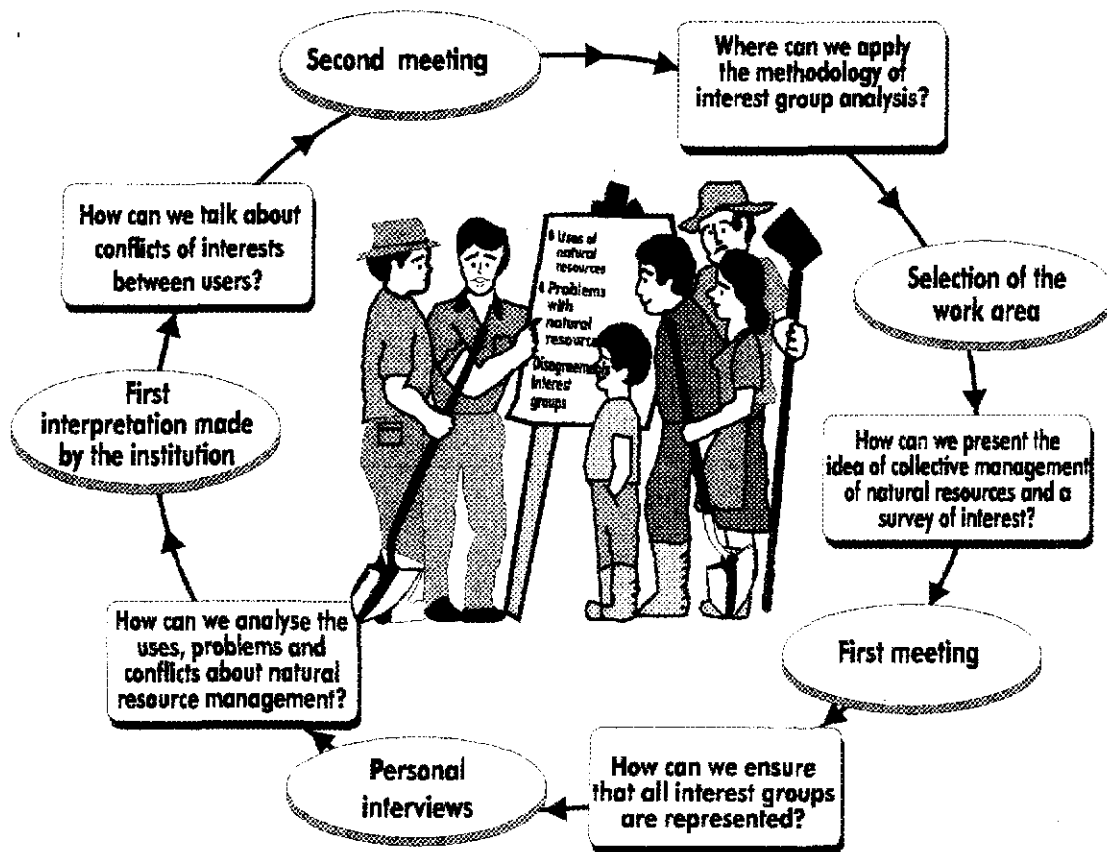 Second meeting
Where can we apply
the methodology of
interest group analysis?
Selection of the
work area
How can we present the
idea of collective management
of natural resources and a
survey of interest?
First meeting
How can we ensure
that all interest groups
are represented?
Personal
interviews
How can we analyse the
uses, problems and
conflicts about natural
resource management?
First
interpretation made
by the institution
How can we talk about
conflicts of interests
between users?
Uses of
natural
resources
Problems
with
natural
resource
Disagreements
interest
groups